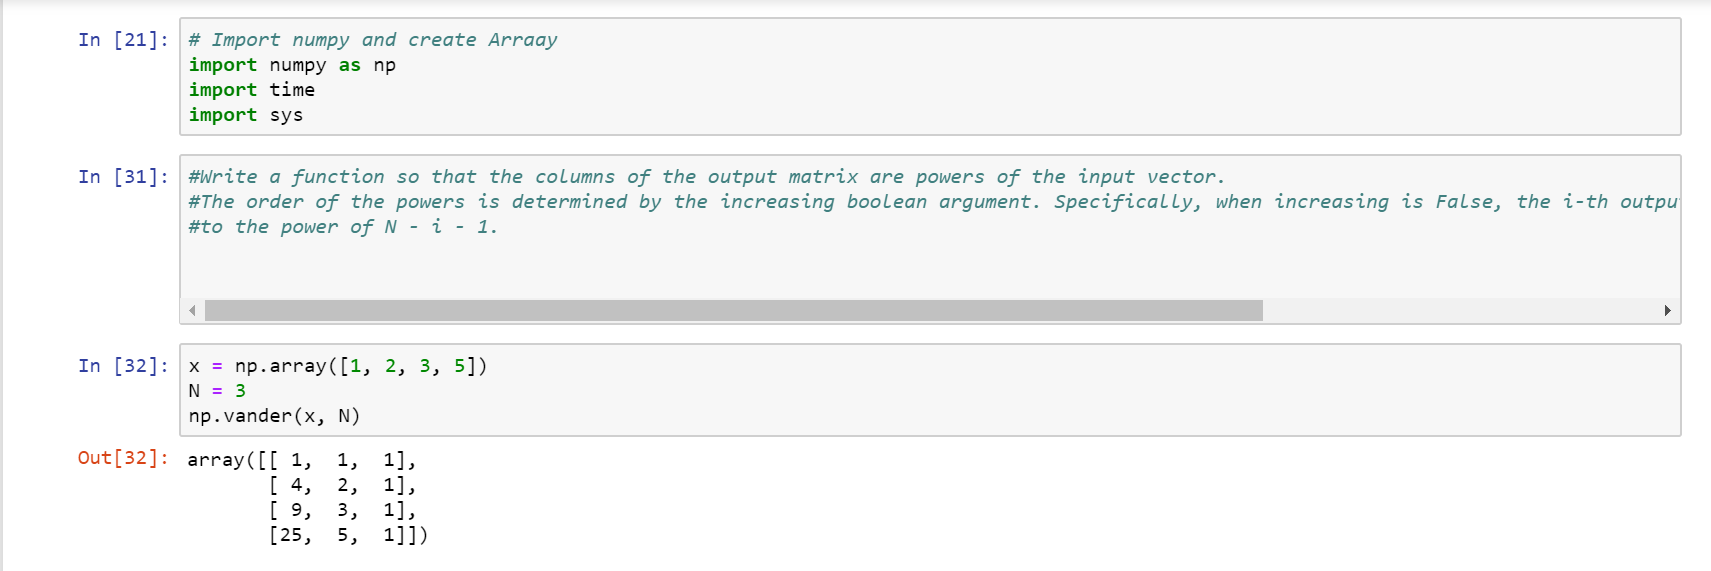 In [21]: # Import numpy and create Arraay
import numpy as np
import time
import sys
In [31]: #Write a function so that the columns of the output matrix are powers of the input vector.
#The order of the powers is determined by the increasing boolean argument. Specifically, when increasing is False, the i-th outpu
#to the power of N - i - 1.
In [32]: x = np.array([1, 2, 3, 5])
N = 3
np.vander(x, N)
Out[32]: array([[ 1,  1,  1],
[ 4,  2,  1],
[ 9,  3,  1],
[25,  5,  1]])